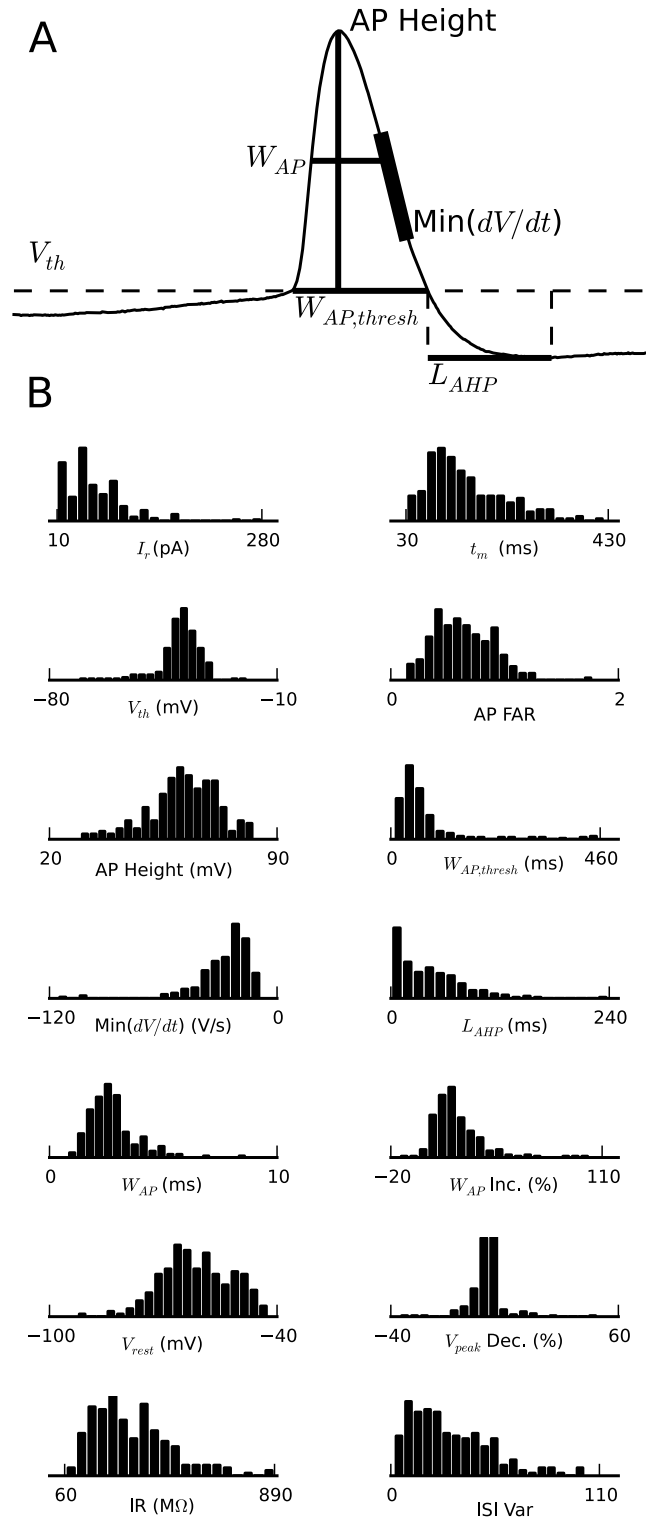 A
AP Height
W_AP
Min(dV/dt)
V_th
W_AP,thresh
L_AHP
B
10 280
I_r (pA)
30 430
t_m (ms)
−80 −10
V_th (mV)
0 2
AP FAR
20 90
AP Height (mV)
0 460
W_AP,thresh (ms)
−120 0
Min(dV/dt) (V/s)
0 240
L_AHP (ms)
0 10
W_AP (ms)
−20 110
W_AP Inc. (%)
−100 −40
V_rest (mV)
−40 60
V_peak Dec. (%)
60 890
IR (MΩ)
0 110
ISI Var